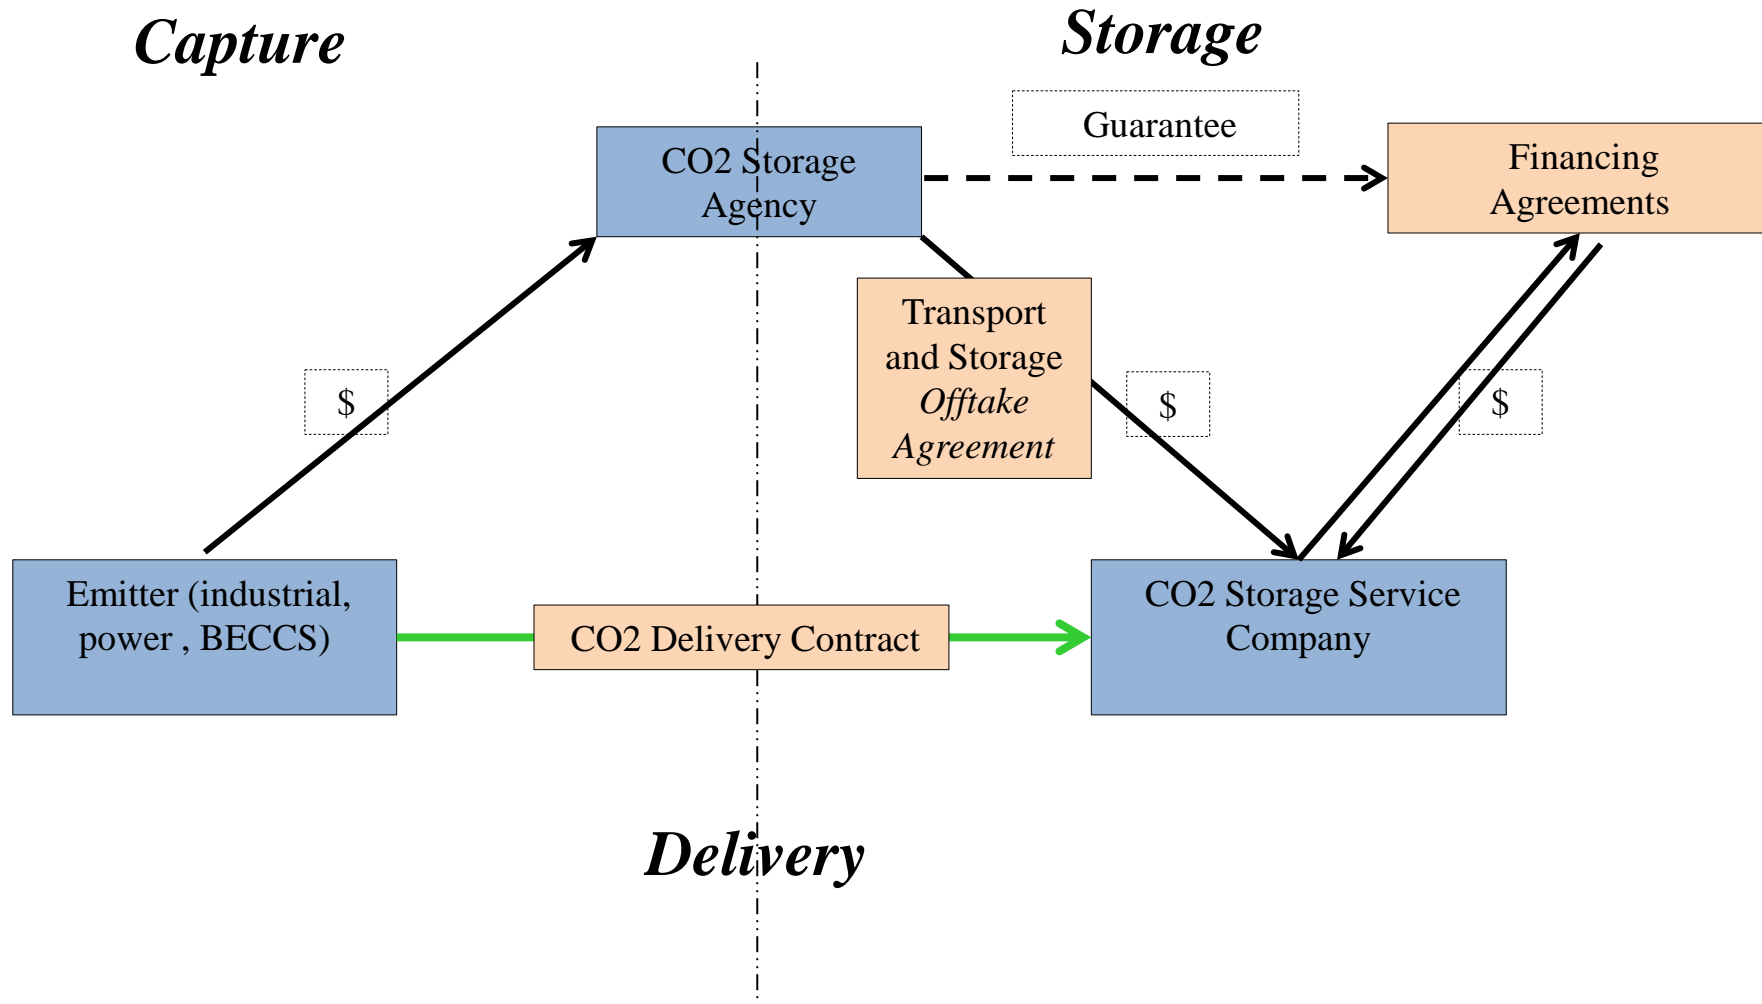 Capture
Storage
Guarantee
CO2 Storage
Agency
Financing
Agreements
Transport
and Storage
Offtake
Agreement
$
$
$
Emitter (industrial,
power , BECCS)
CO2 Delivery Contract
CO2 Storage Service
Company
Delivery